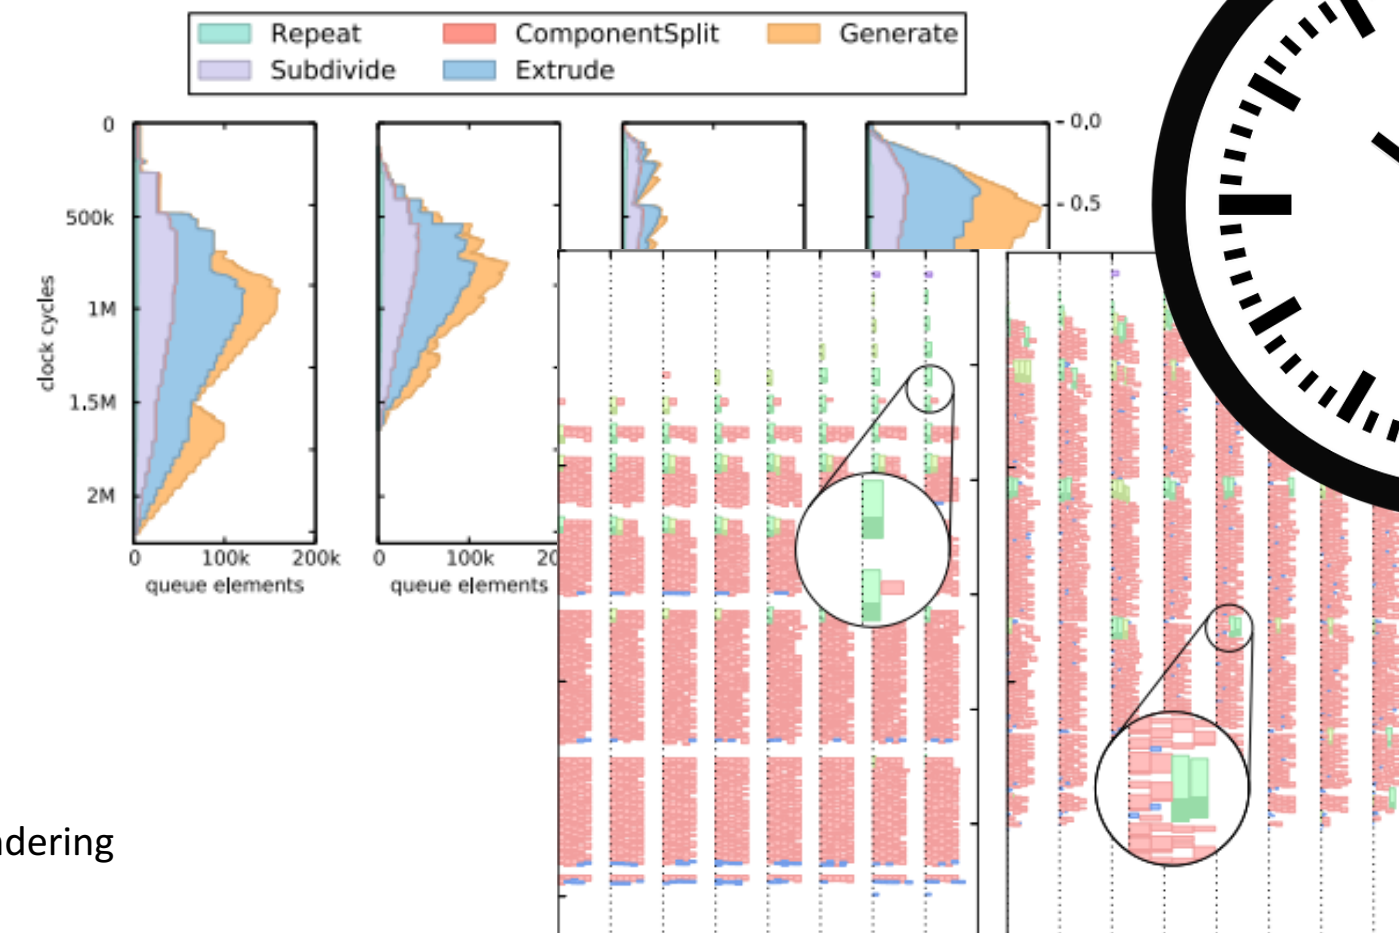 Repeat ComponentSplit Generate
Subdivide Extrude
0 - 0.0
500k - 0.5
1M
1.5M
2M
clock cycles
0 100k 200k 0 100k
queue elements queue elements